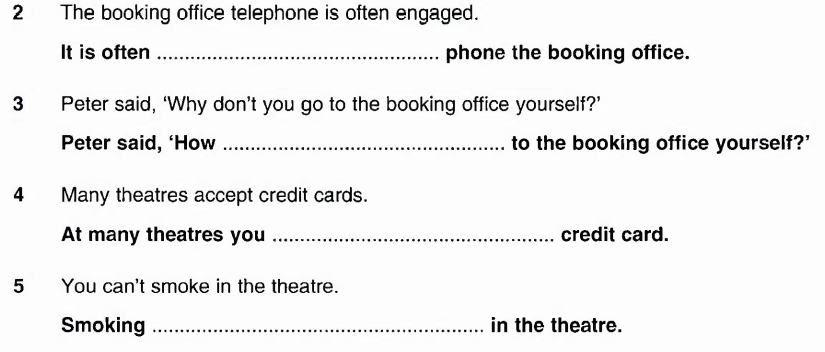 2 The booking office telephone is often engaged.
It is often ................................................... phone the booking office.
3 Peter said, ‘Why don't you go to the booking office yourself?’
Peter said, ‘How ................................................... to the booking office yourself?’
4 Many theatres accept credit cards.
At many theatres you ................................................... credit card.
5 You can't smoke in the theatre.
Smoking ............................................................ in the theatre.